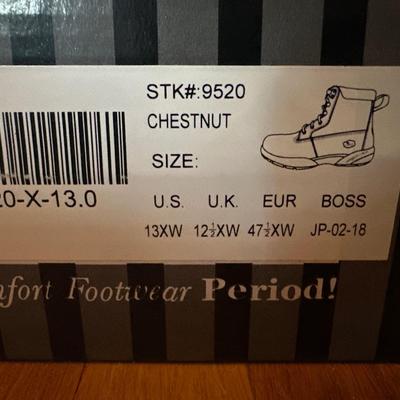 STK#:9520
CHESTNUT
SIZE:
20-X-13.0
U.S. U.K. EUR BOSS
13XW 12½XW 47½XW JP-02-18
mfort Footwear Period!